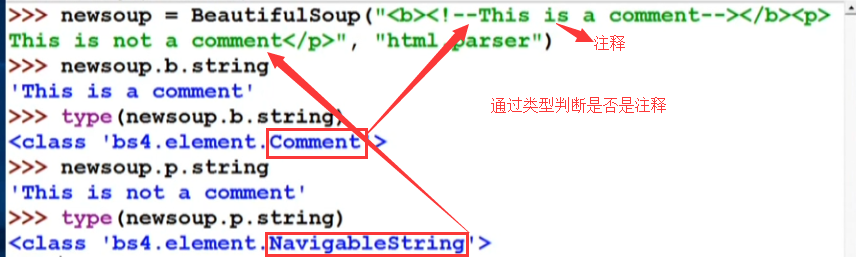 >>> newsoup = BeautifulSoup("<b><!--This is a comment--></b><p>
This is not a comment</p>", "html.parser")
注释
>>> newsoup.b.string
'This is a comment'
通过类型判断是否是注释
>>> type(newsoup.b.string)
<class 'bs4.element.Comment'>
>>> newsoup.p.string
'This is not a comment'
>>> type(newsoup.p.string)
<class 'bs4.element.NavigableString'>